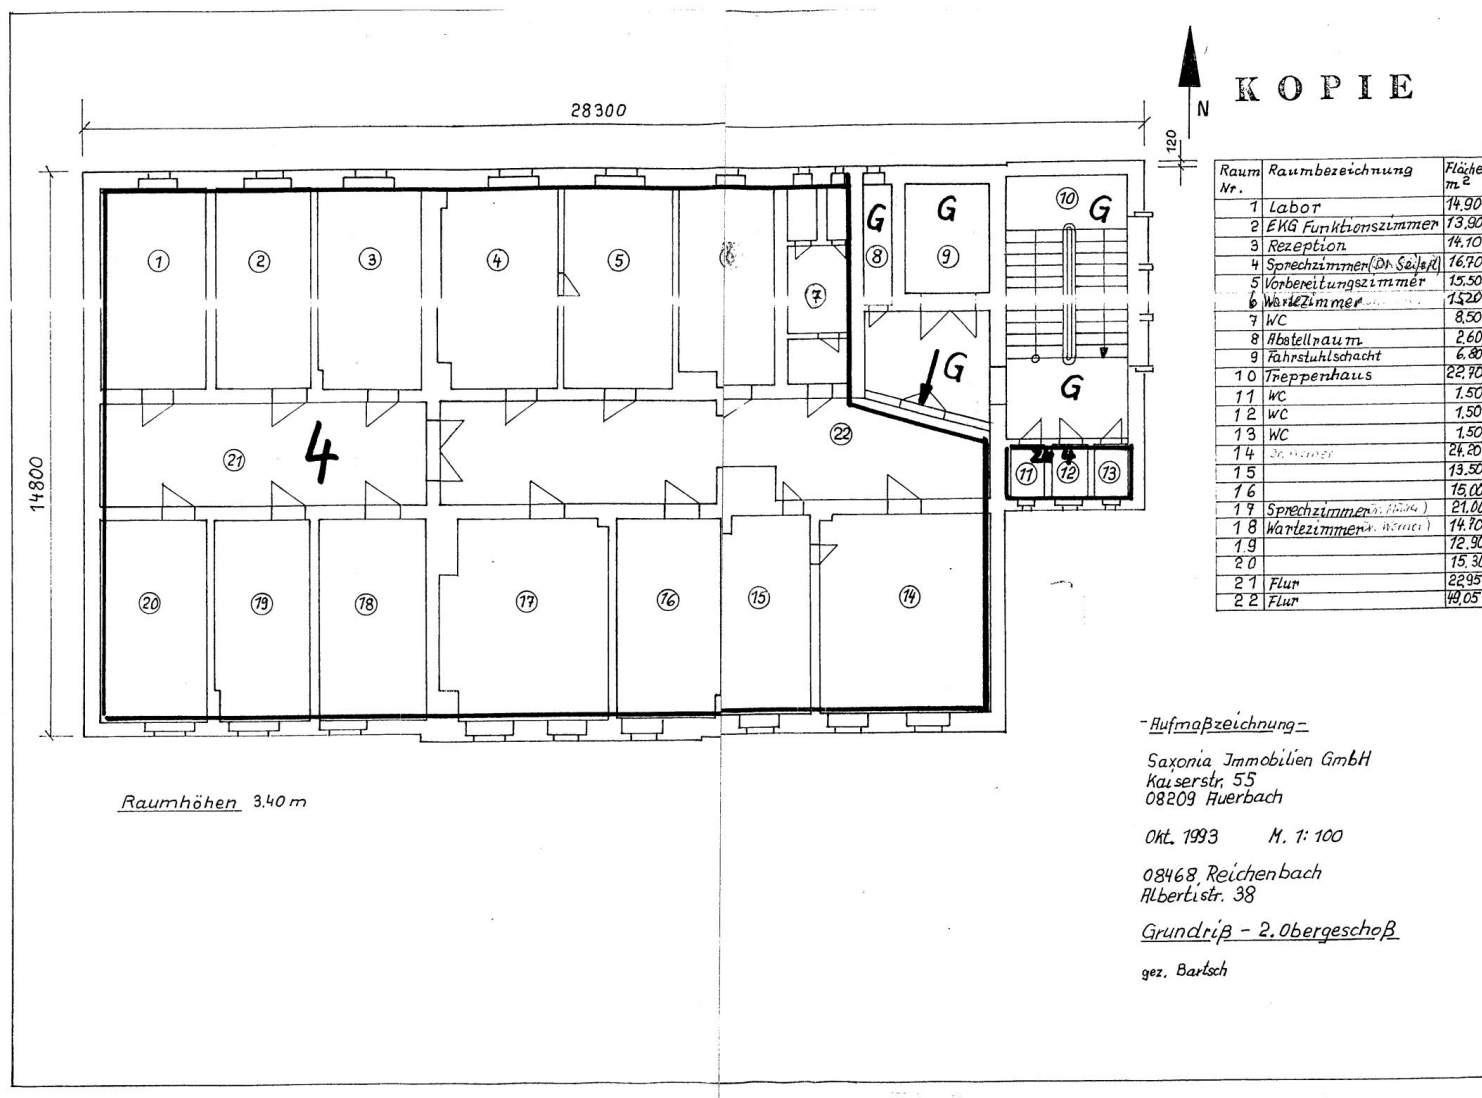 KOPIE
28300
N
120
14800
Raum Nr. Raumbezeichnung Fläche m²
1 Labor 14,90
2 EKG Funktionszimmer 13,90
3 Rezeption 14,10
4 Sprechzimmer (Dr. 16,70
5 Vorbereitungszimmer 15,50
6 Wartezimmer 15,20
7 WC 8,50
8 Abstellraum 2,60
9 Fahrstuhlschacht 6,80
10 Treppenhaus 22,70
11 WC 1,50
12 WC 1,50
13 WC 1,50
14 Dr. Werner 24,20
15 13,50
16 15,00
17 Sprechzimmer 21,00
18 Wartezimmer (Dr. Werner) 14,70
19 12,90
20 15,30
21 Flur 22,95
22 Flur 49,05
1 2 3 4 5 6 7 8 9 10
G G G G G
21 4 22
11 12 13
24 4
20 19 18 17 16 15 14
Raumhöhen 3,40 m
-Aufmaßzeichnung-
Saxonia Immobilien GmbH
Kaiserstr. 55
08209 Auerbach
Okt. 1993 M. 1:100
08468 Reichenbach
Albertistr. 38
Grundriß - 2. Obergeschoß
gez. Bartsch